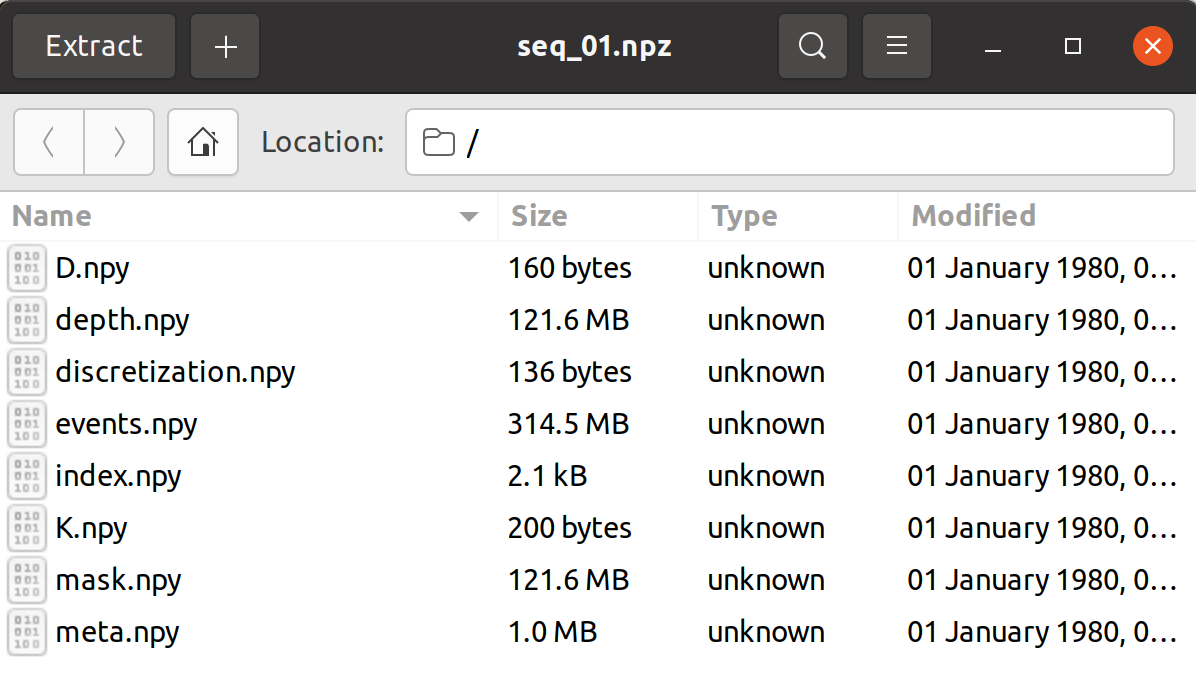 Extract + seq_01.npz
Location: /
Name Size Type Modified
D.npy 160 bytes unknown 01 January 1980, 0…
depth.npy 121.6 MB unknown 01 January 1980, 0…
discretization.npy 136 bytes unknown 01 January 1980, 0…
events.npy 314.5 MB unknown 01 January 1980, 0…
index.npy 2.1 kB unknown 01 January 1980, 0…
K.npy 200 bytes unknown 01 January 1980, 0…
mask.npy 121.6 MB unknown 01 January 1980, 0…
meta.npy 1.0 MB unknown 01 January 1980, 0…